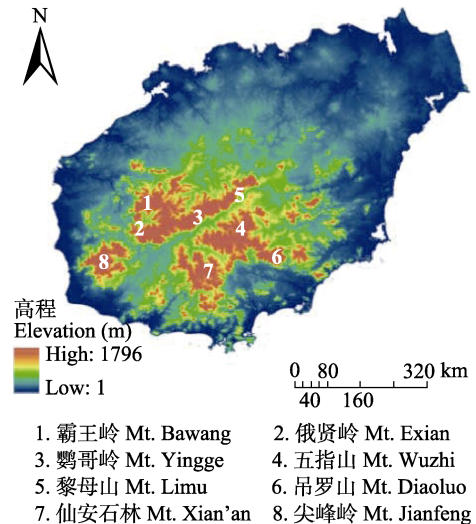 N
1
2
3
4
5
6
7
8
高程
Elevation (m)
High: 1796
Low: 1
0 80 320 km
40 160
1. 霸王岭 Mt. Bawang 2. 俄贤岭 Mt. Exian
3. 鹦哥岭 Mt. Yingge 4. 五指山 Mt. Wuzhi
5. 黎母山 Mt. Limu 6. 吊罗山 Mt. Diaoluo
7. 仙安石林 Mt. Xian'an 8. 尖峰岭 Mt. Jianfeng